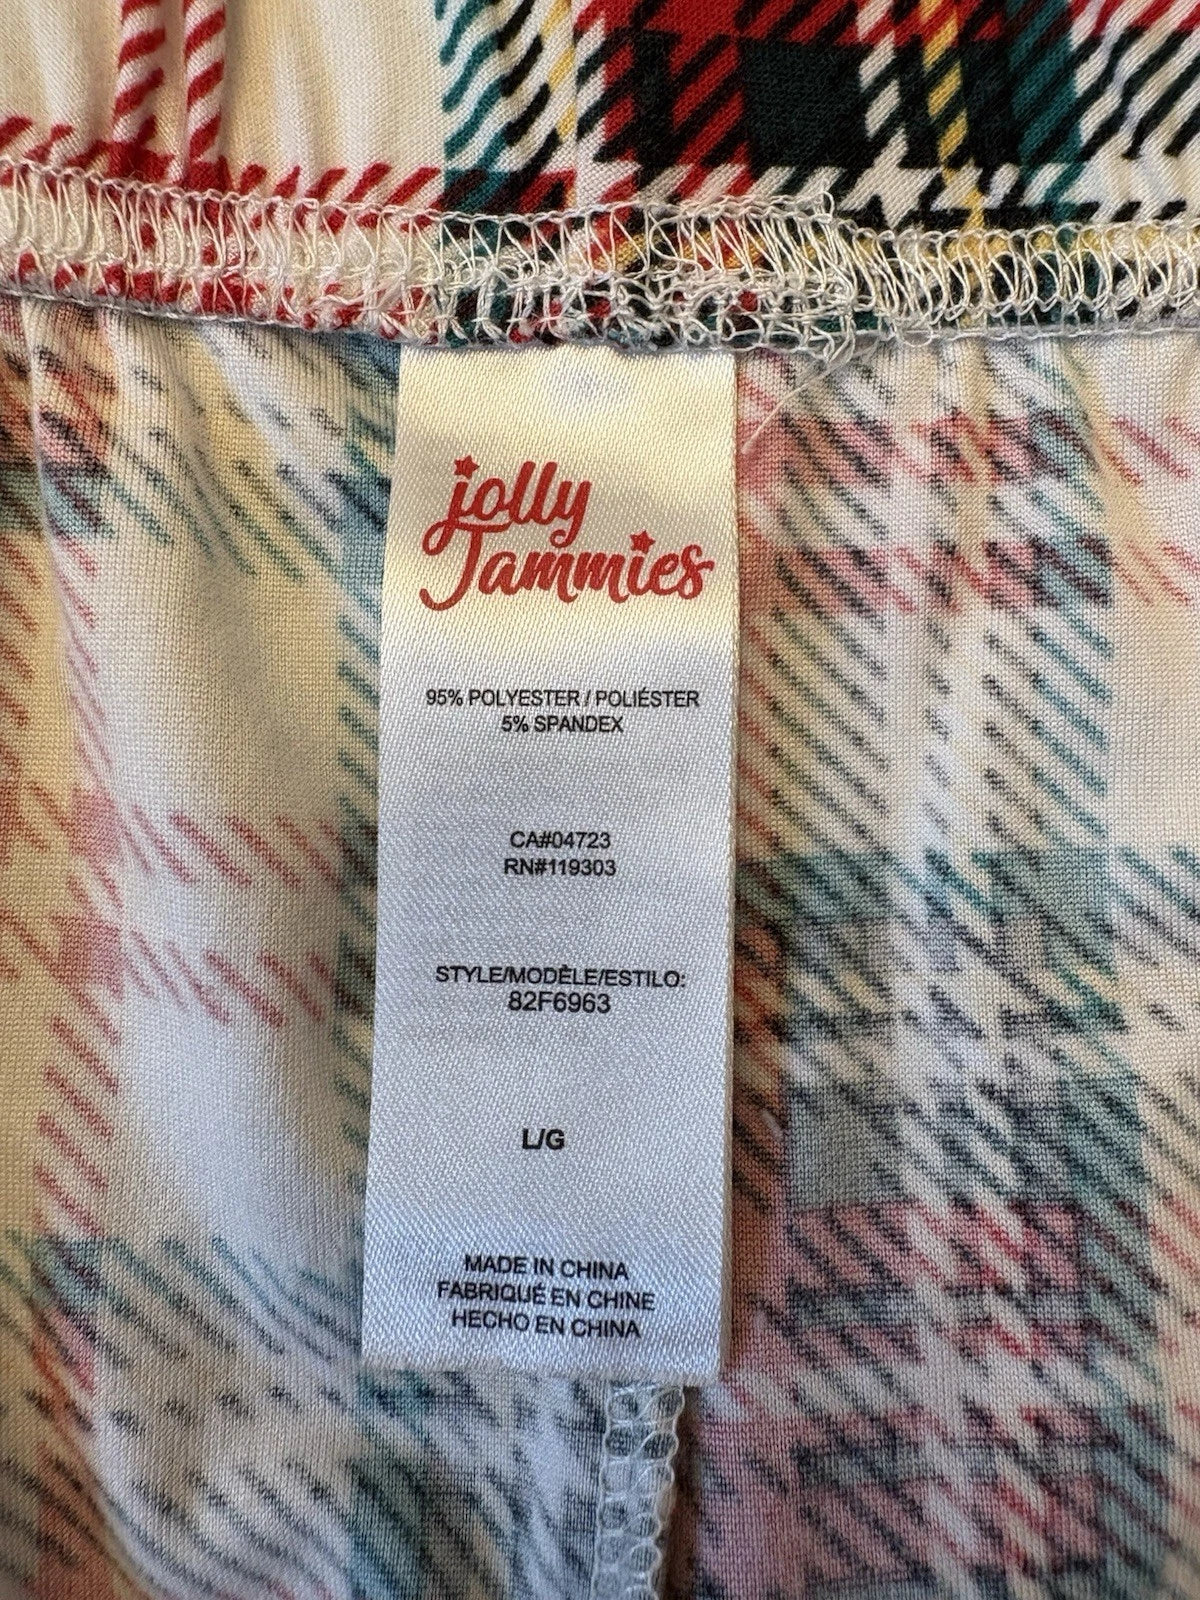 jolly
Jammies
95% POLYESTER / POLIÉSTER
5% SPANDEX
CA#04723
RN#119303
STYLE/MODÈLE/ESTILO:
82F6963
L/G
MADE IN CHINA
FABRIQUÉ EN CHINE
HECHO EN CHINA